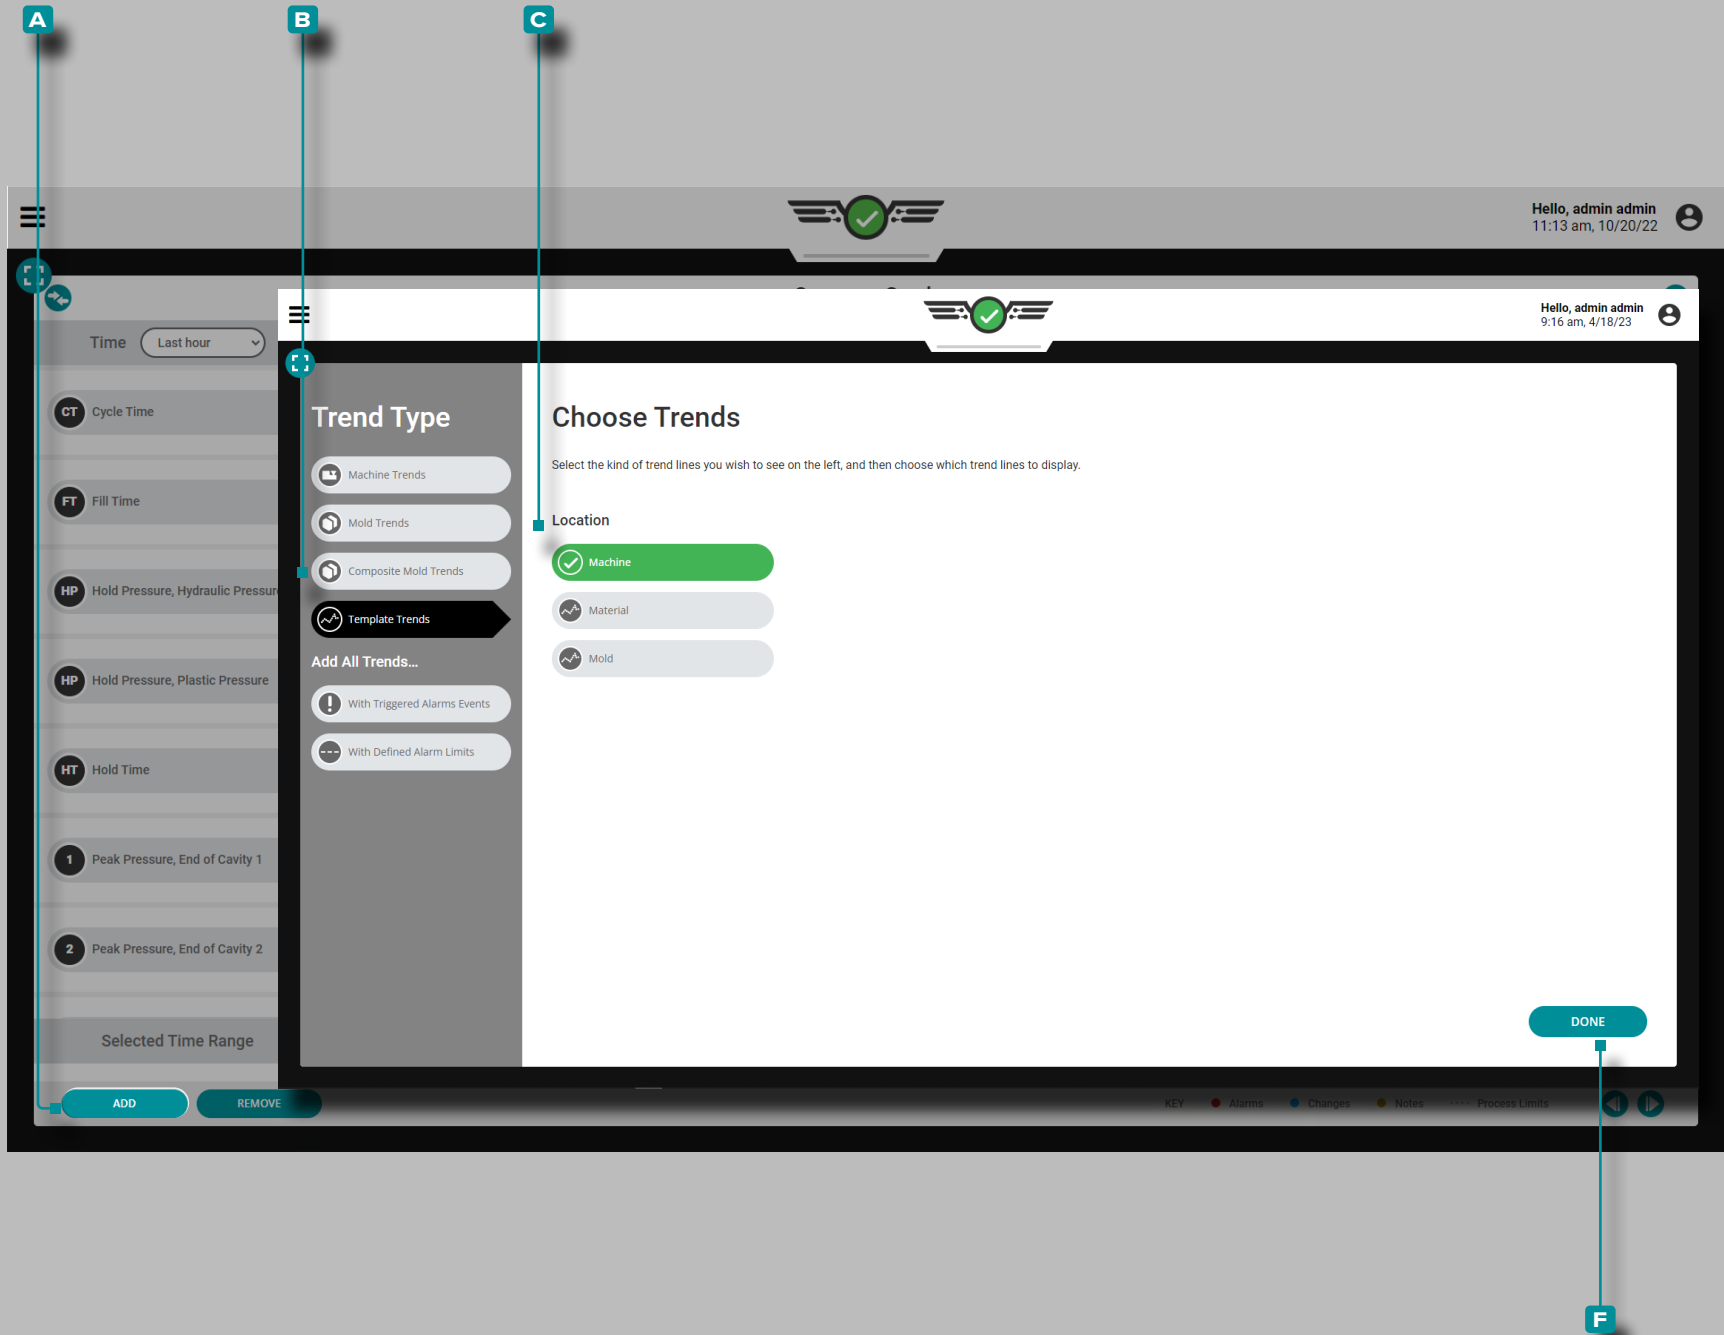 A
B
C
Hello, admin admin
11:13 am, 10/20/22
Hello, admin admin
9:16 am, 4/18/23
Time
Last hour
CT
Cycle Time
FT
Fill Time
HP
Hold Pressure, Hydraulic Pressure
HP
Hold Pressure, Plastic Pressure
HT
Hold Time
1
Peak Pressure, End of Cavity 1
2
Peak Pressure, End of Cavity 2
Selected Time Range
ADD
REMOVE
Trend Type
Machine Trends
Mold Trends
Composite Mold Trends
Template Trends
Add All Trends...
With Triggered Alarms Events
With Defined Alarm Limits
Choose Trends
Select the kind of trend lines you wish to see on the left, and then choose which trend lines to display.
Location
Machine
Material
Mold
DONE
KEY
Alarms
Changes
Notes
Process Limits
F